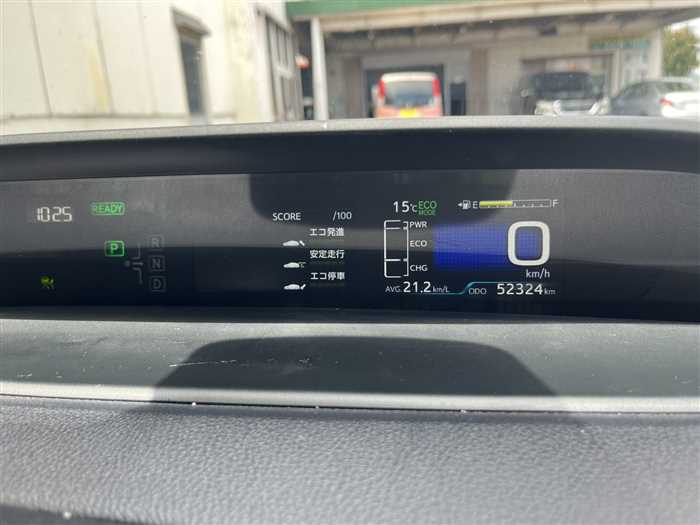 10:25
READY
P
R
N
D
SCORE /100
エコ発進
安定走行
エコ停車
15℃ ECO MODE
E F
PWR
ECO
CHG
0
km/h
AVG. 21.2 km/L
ODO 52324 km